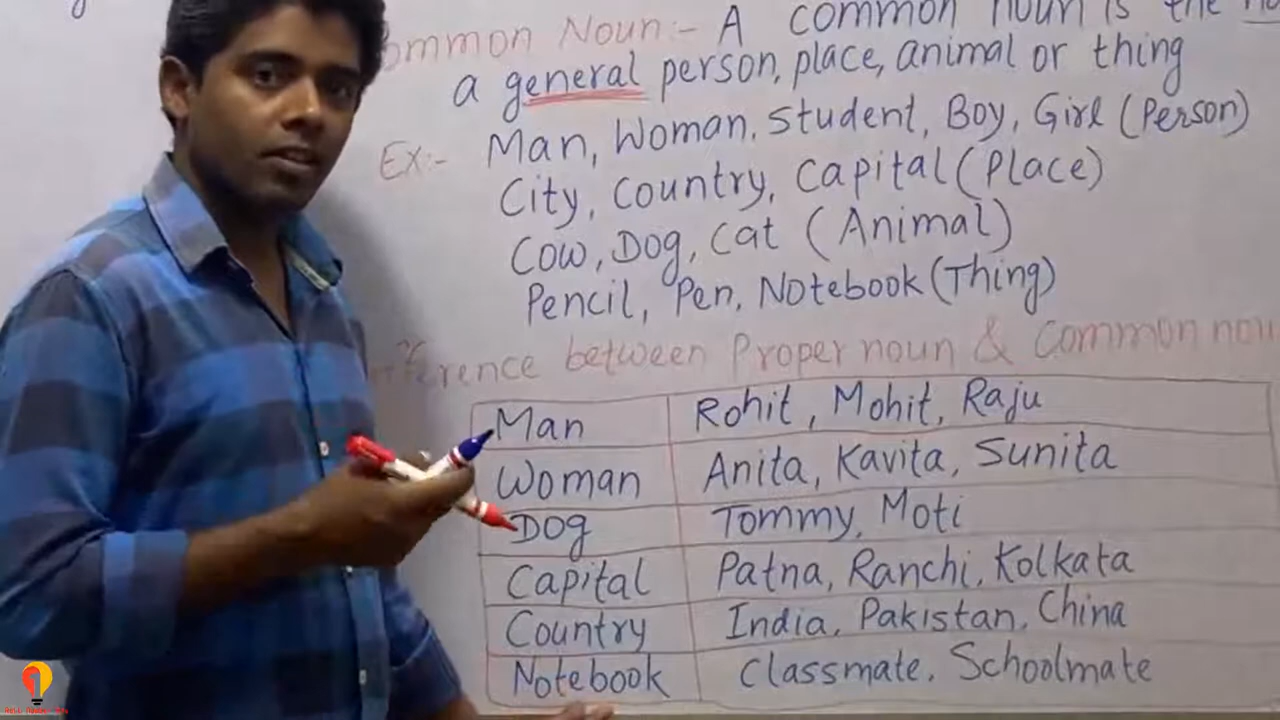 ommon Noun:- A common noun is the
a general person, place, animal or thing
Ex:- Man, Woman, Student, Boy, Girl (Person)
City, Country, Capital (Place)
Cow, Dog, Cat (Animal)
Pencil, Pen, Notebook (Thing)
ference between Proper noun & Common nou
Man Rohit, Mohit, Raju
Woman Anita, Kavita, Sunita
Dog Tommy, Moti
Capital Patna, Ranchi, Kolkata
Country India, Pakistan, China
Notebook Classmate, Schoolmate